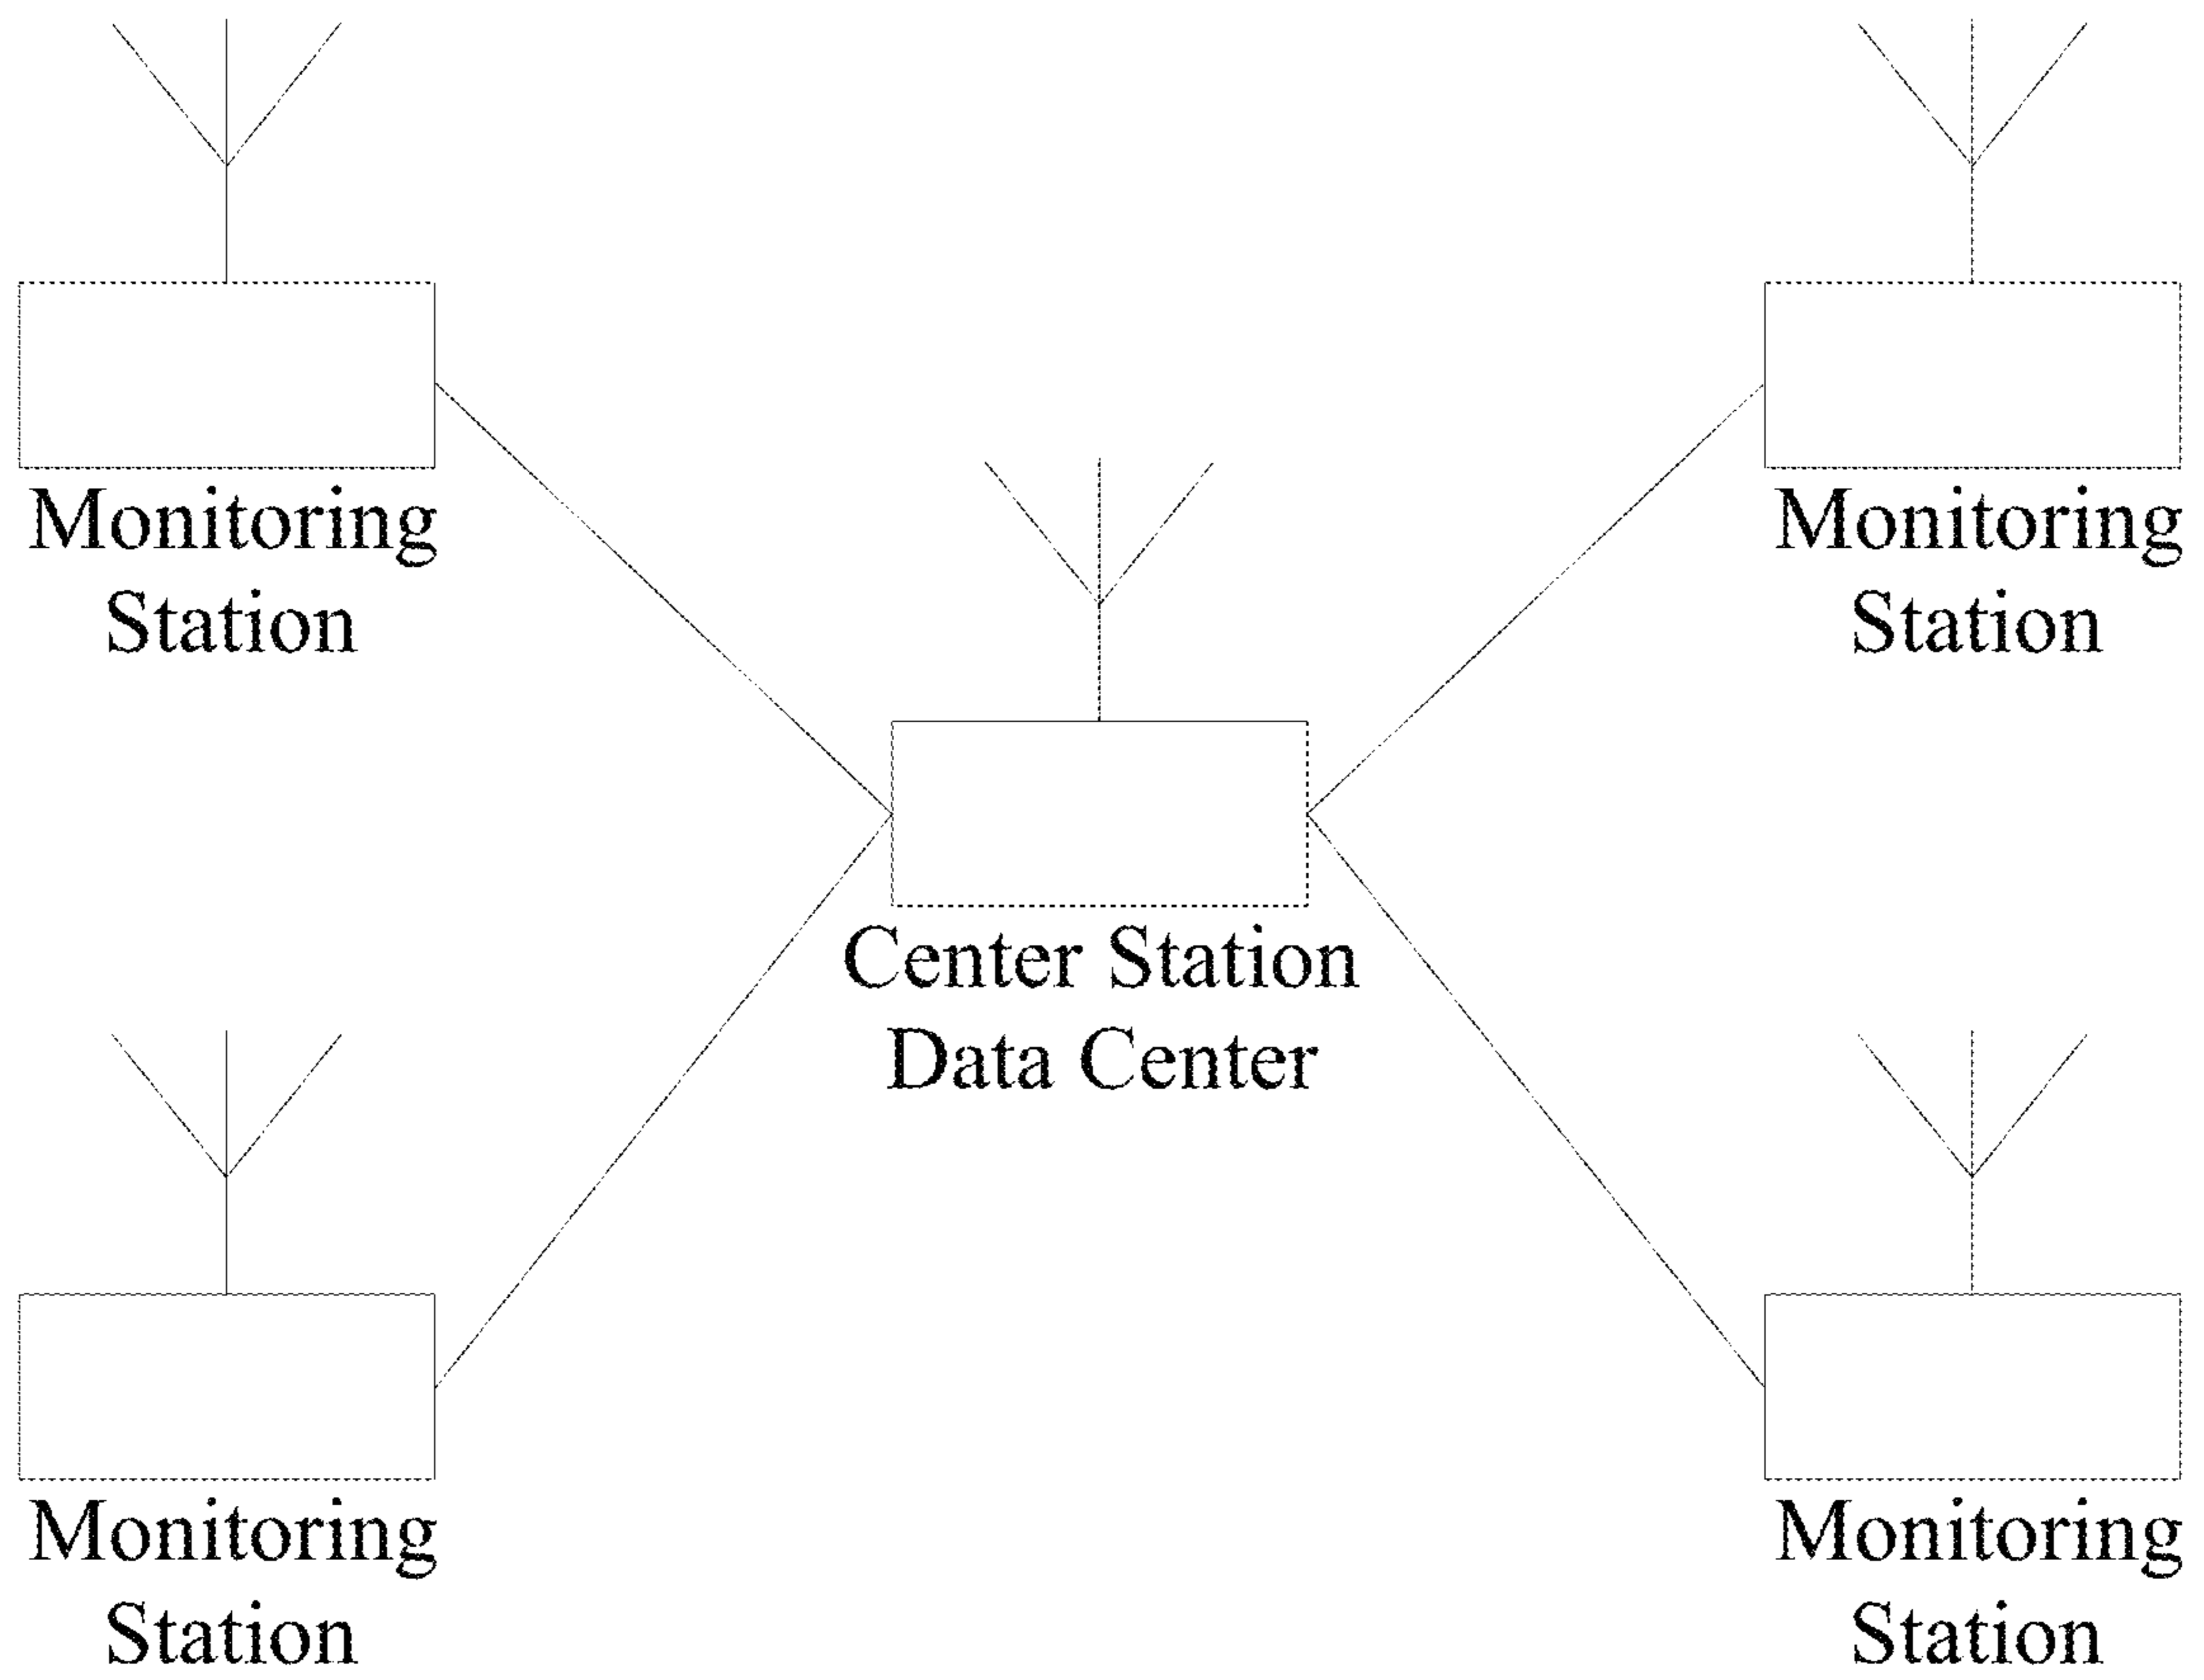 Monitoring
Station
Monitoring
Station
Center Station
Data Center
Monitoring
Station
Monitoring
Station